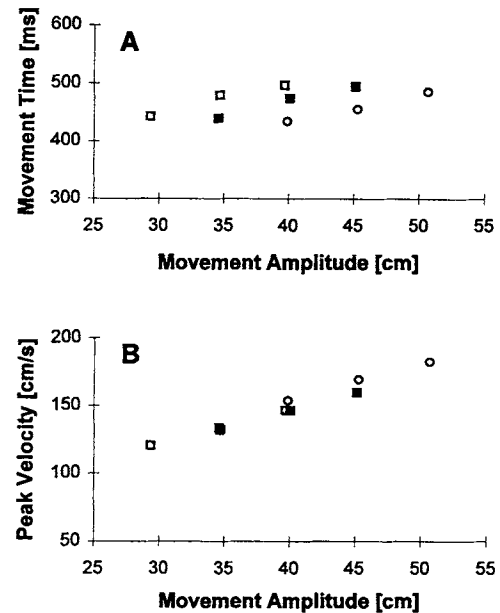 A
Movement Time [ms]
600
500
400
300
25 30 35 40 45 50 55
Movement Amplitude [cm]
B
Peak Velocity [cm/s]
200
150
100
50
25 30 35 40 45 50 55
Movement Amplitude [cm]